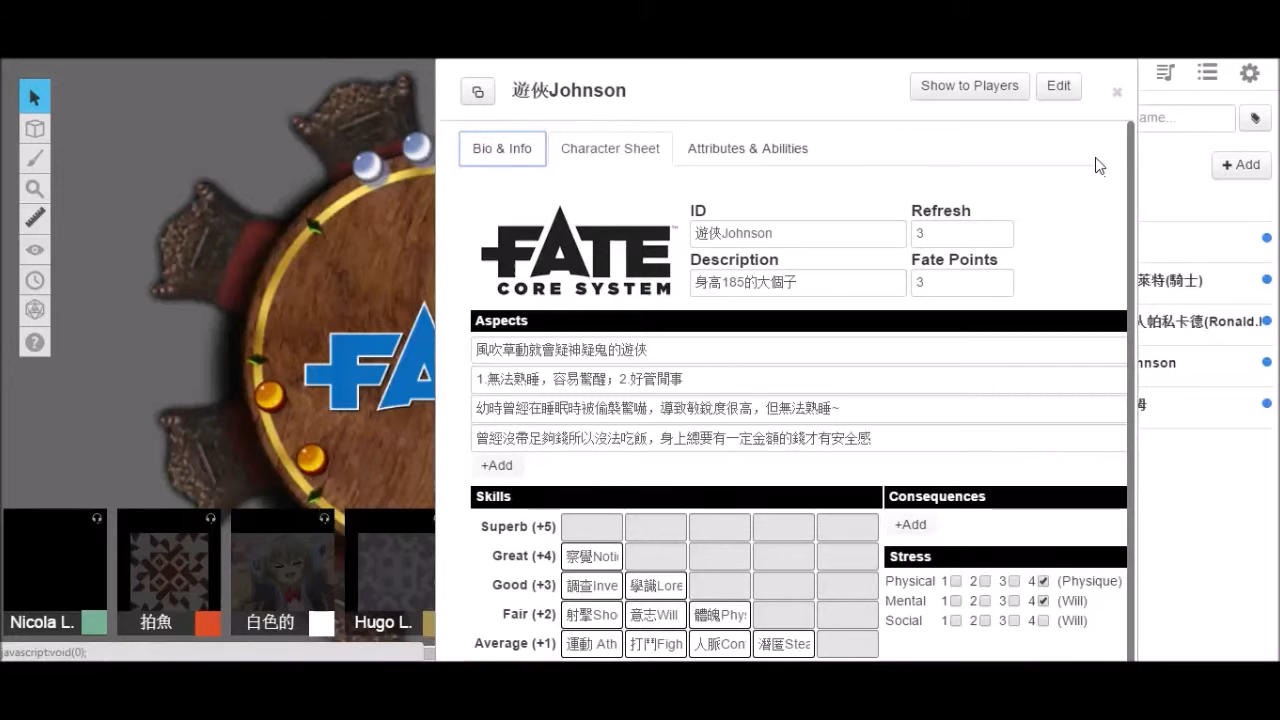 遊俠Johnson
Show to Players
Edit
Bio & Info
Character Sheet
Attributes & Abilities
ame...
+ Add
FATE
CORE SYSTEM
™
ID
Refresh
遊俠Johnson
3
Description
Fate Points
身高185的大個子
3
Aspects
風吹草動就會疑神疑鬼的遊俠
1.無法熟睡，容易驚醒；2.好管閒事
幼時曾經在睡眠時被偷襲驚嚇，導致敏銳度很高，但無法熟睡~
曾經沒帶足夠錢所以沒法吃飯，身上總要有一定金額的錢才有安全感
+Add
Skills
Consequences
Superb (+5)
+Add
Great (+4) 察覺Noti
Stress
Good (+3) 調查Inve 學識Lore
Physical 1 2 3 4 (Physique)
Mental 1 2 3 4 (Will)
Fair (+2) 射擊Sho 意志Will 體魄Phy
Social 1 2 3 4 (Will)
Average (+1) 運動 Ath 打鬥Figh 人脈Con 潛匿Stea
萊特(騎士)
人帕私卡德(Ronald.
nson
姆
FA
Nicola L.
拍魚
白色的
Hugo L.
javascript:void(0);